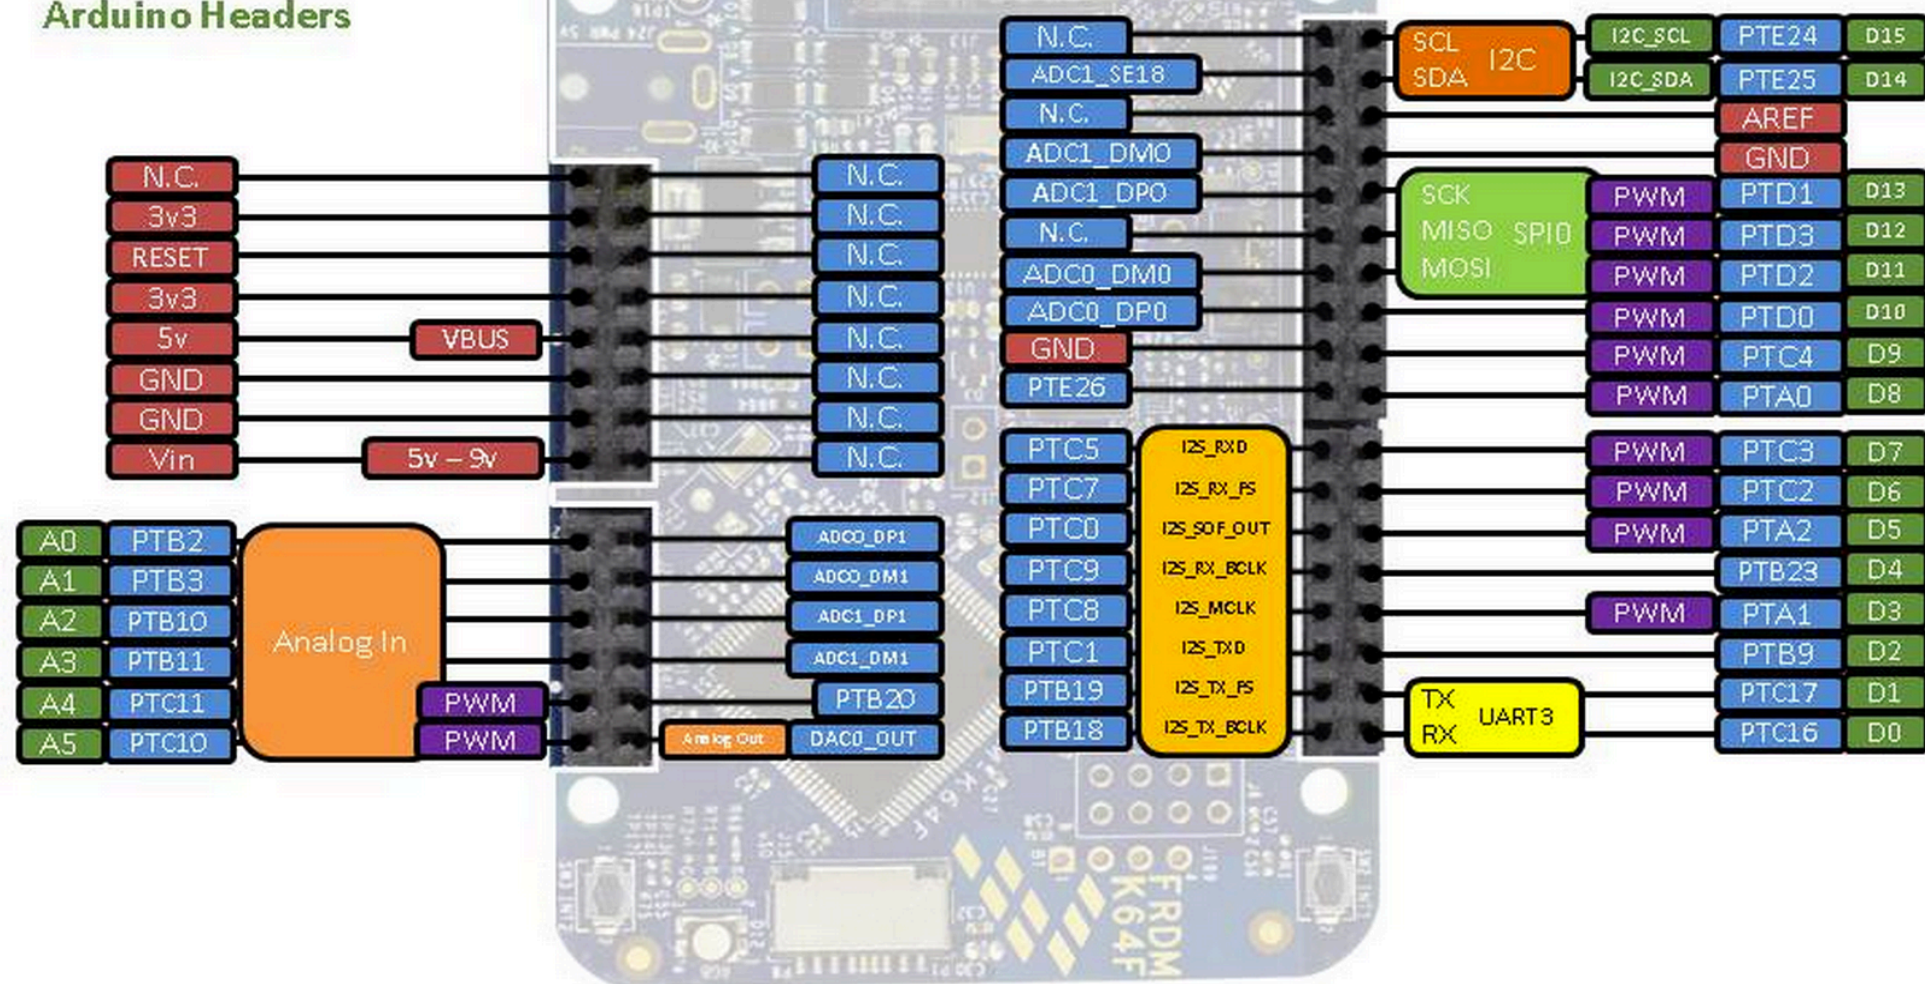 Arduino Headers
N.C. N.C.
3v3 N.C.
RESET N.C.
3v3 N.C.
5v VBUS N.C.
GND N.C.
GND N.C.
Vin 5v – 9v N.C.
A0 PTB2 ADC0_DP1
A1 PTB3 ADC0_DM1
A2 PTB10 ADC1_DP1
A3 PTB11 ADC1_DM1
Analog In
A4 PTC11 PWM PTB20
A5 PTC10 PWM Analog Out DAC0_OUT
N.C. SCL I2C_SCL PTE24 D15
I2C
ADC1_SE18 SDA I2C_SDA PTE25 D14
N.C. AREF
ADC1_DM0 GND
ADC1_DP0 SCK PWM PTD1 D13
N.C. MISO SPI0 PWM PTD3 D12
ADC0_DM0 MOSI PWM PTD2 D11
ADC0_DP0 PWM PTD0 D10
GND PWM PTC4 D9
PTE26 PWM PTA0 D8
PTC5 I2S_RXD PWM PTC3 D7
PTC7 I2S_RX_FS PWM PTC2 D6
PTC0 I2S_SOF_OUT PWM PTA2 D5
PTC9 I2S_RX_BCLK PTB23 D4
PTC8 I2S_MCLK PWM PTA1 D3
PTC1 I2S_TXD PTB9 D2
PTB19 I2S_TX_FS TX PTC17 D1
UART3
PTB18 I2S_TX_BCLK RX PTC16 D0
FRDM
K64F